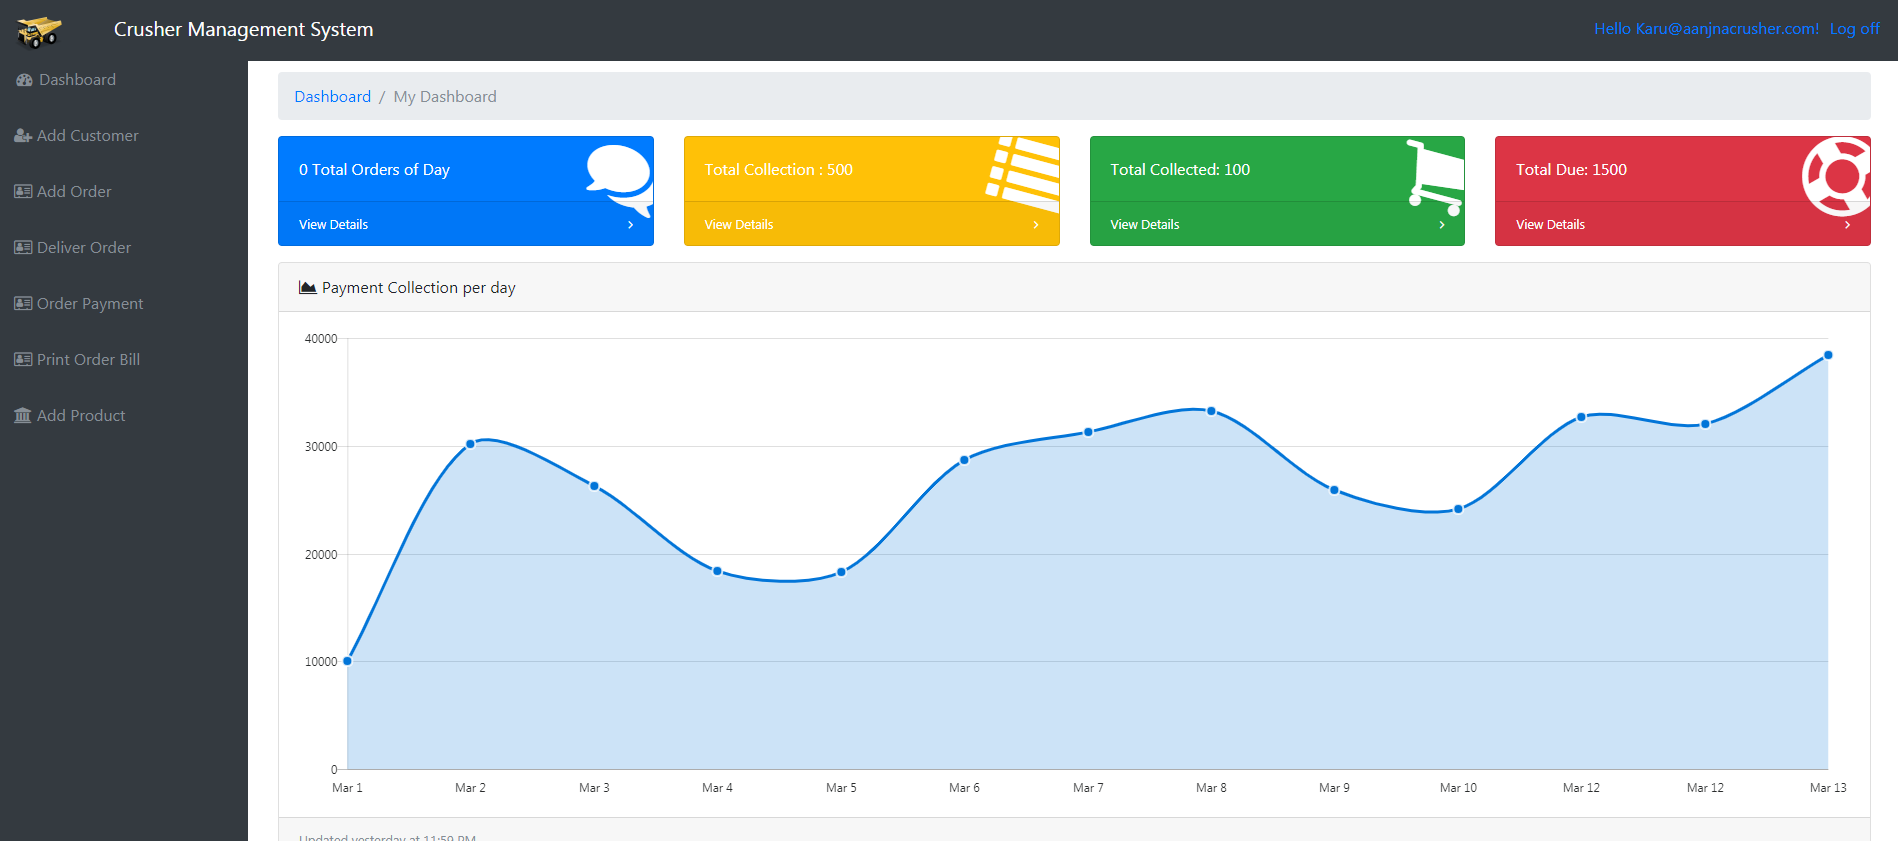 Crusher Management System
Hello Karu@aanjnacrusher.com! Log off
Dashboard
Add Customer
Add Order
Deliver Order
Order Payment
Print Order Bill
Add Product
Dashboard / My Dashboard
0 Total Orders of Day
View Details
Total Collection : 500
View Details
Total Collected: 100
View Details
Total Due: 1500
View Details
Payment Collection per day
40000
30000
20000
10000
0
Mar 1 Mar 2 Mar 3 Mar 4 Mar 5 Mar 6 Mar 7 Mar 8 Mar 9 Mar 10 Mar 12 Mar 12 Mar 13
Updated yesterday at 11:59 PM